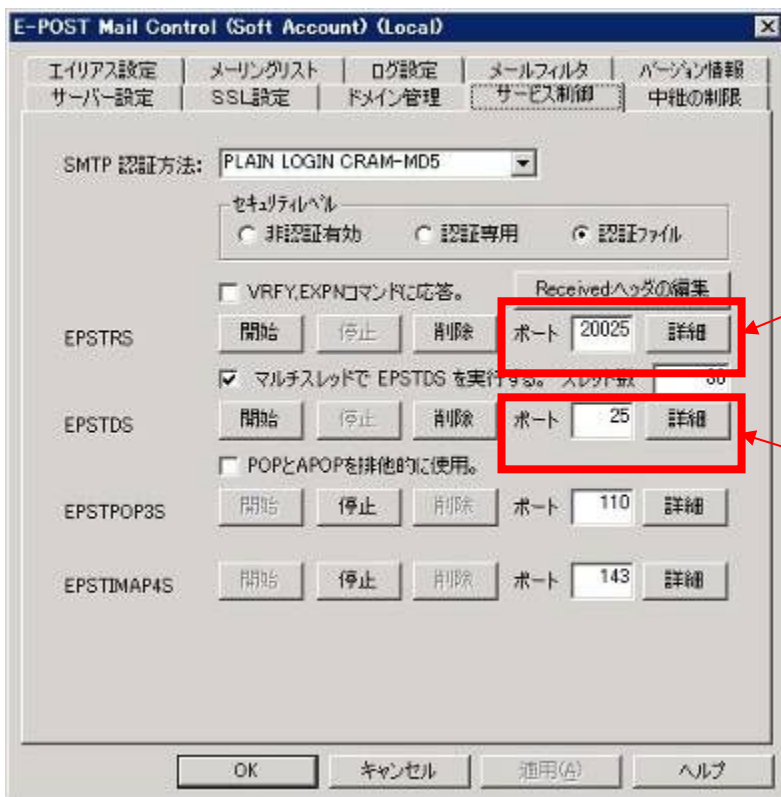 E-POST Mail Control (Soft Account) (Local)
エイリアス設定 メーリングリスト ログ設定 メールフィルタ バージョン情報
サーバー設定 SSL設定 ドメイン管理 サービス制御 中継の制限
SMTP 認証方法: PLAIN LOGIN CRAM-MD5
セキュリティレベル
非認証有効 認証専用 認証ファイル
VRFY,EXPNコマンドに応答。 Receivedヘッダの編集
EPSTRS 開始 停止 削除 ポート 20025 詳細
マルチスレッドで EPSTDS を実行する。 スレッド数
EPSTDS 開始 停止 削除 ポート 25 詳細
POPとAPOPを排他的に使用。
EPSTPOP3S 開始 停止 削除 ポート 110 詳細
EPSTIMAP4S 開始 停止 削除 ポート 143 詳細
OK キャンセル 適用(A) ヘルプ